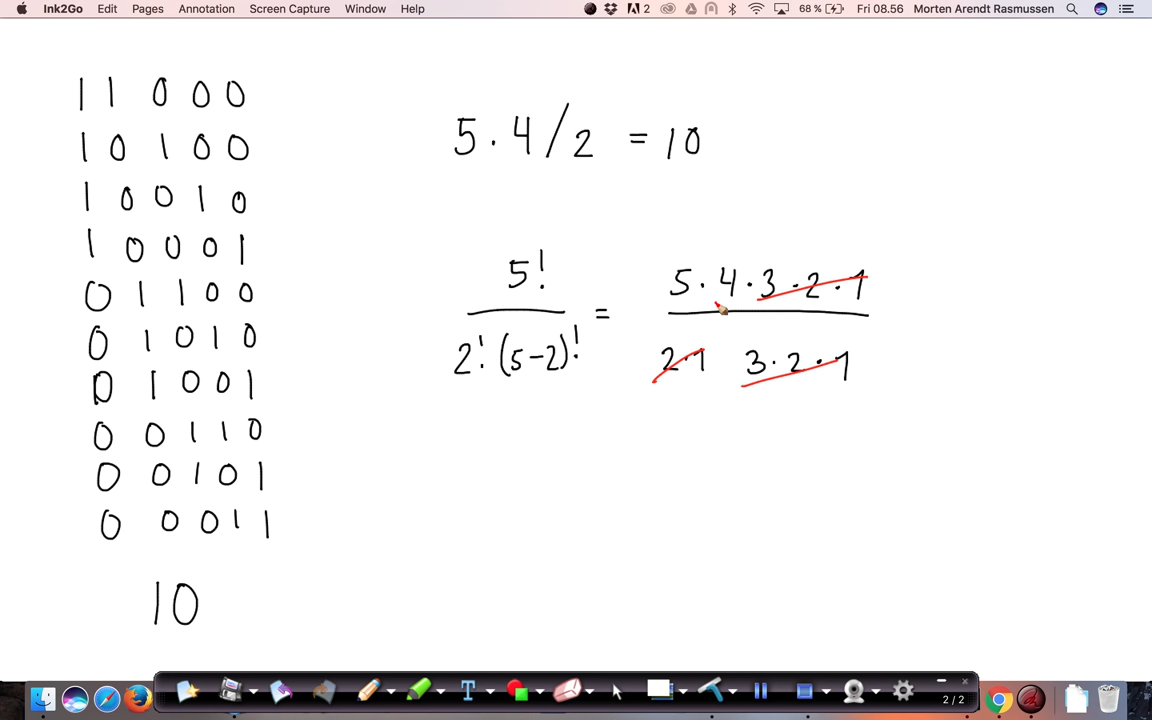 Ink2Go Edit Pages Annotation Screen Capture Window Help 2 68 % Fri 08.56 Morten Arendt Rasmussen
1 1 0 0 0
1 0 1 0 0
1 0 0 1 0
1 0 0 0 1
0 1 1 0 0
0 1 0 1 0
0 1 0 0 1
0 0 1 1 0
0 0 1 0 1
0 0 0 1 1
10
5 · 4 / 2 = 10
5!
2! (5-2)!
=
5 · 4 · 3 · 2 · 1
2 · 1 3 · 2 · 1
T
2 / 2